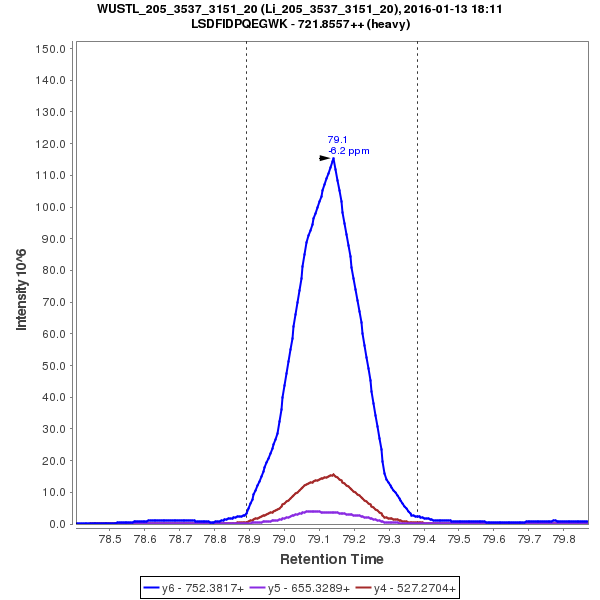 WUSTL_205_3537_3151_20 (Li_205_3537_3151_20), 2016-01-13 18:11
LSDFIDPQEGWK - 721.8557++ (heavy)
150.0
140.0
130.0
120.0
110.0
100.0
90.0
80.0
70.0
60.0
50.0
40.0
30.0
20.0
10.0
0.0
Intensity 10^6
79.1
-6.2 ppm
78.5 78.6 78.7 78.8 78.9 79.0 79.1 79.2 79.3 79.4 79.5 79.6 79.7 79.8
Retention Time
y6 - 752.3817+ y5 - 655.3289+ y4 - 527.2704+